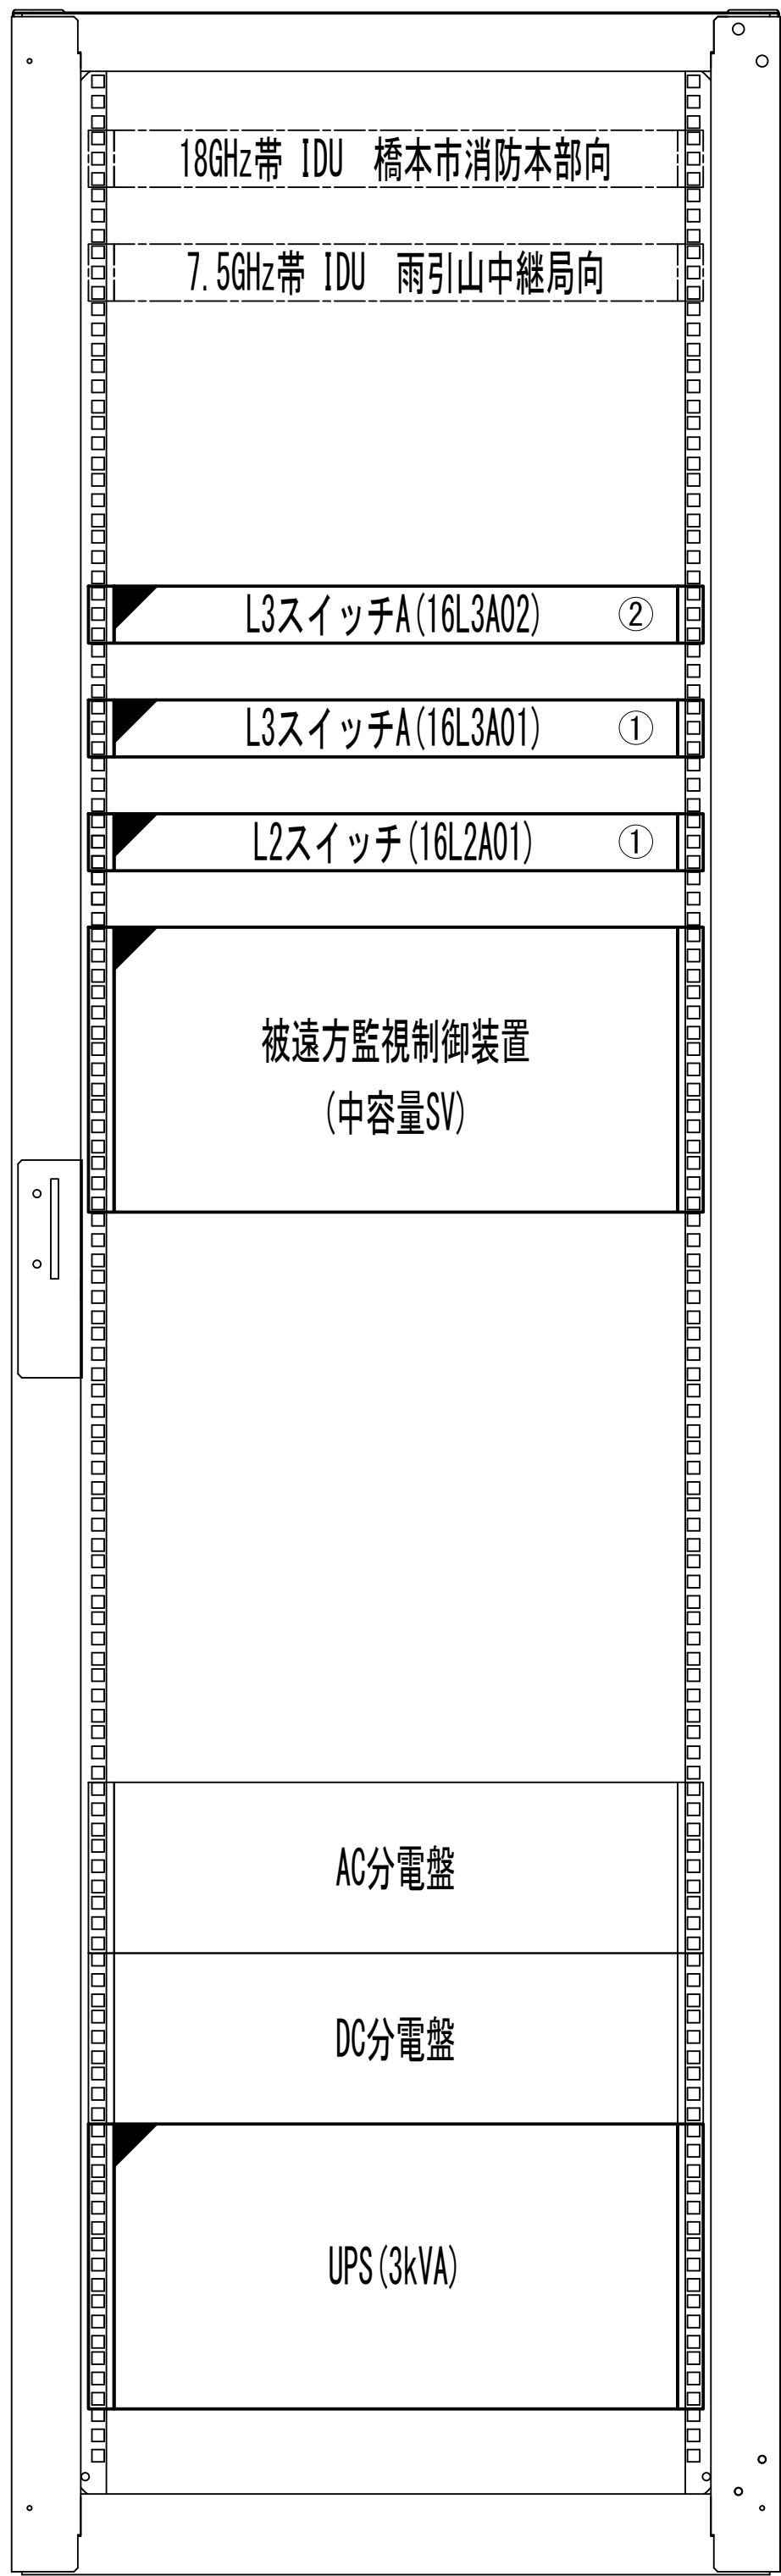 18GHz帯 IDU　橋本市消防本部向
7.5GHz帯 IDU　雨引山中継局向
L3スイッチA(16L3A02)　②
L3スイッチA(16L3A01)　①
L2スイッチ(16L2A01)　①
被遠方監視制御装置
(中容量SV)
AC分電盤
DC分電盤
UPS(3kVA)